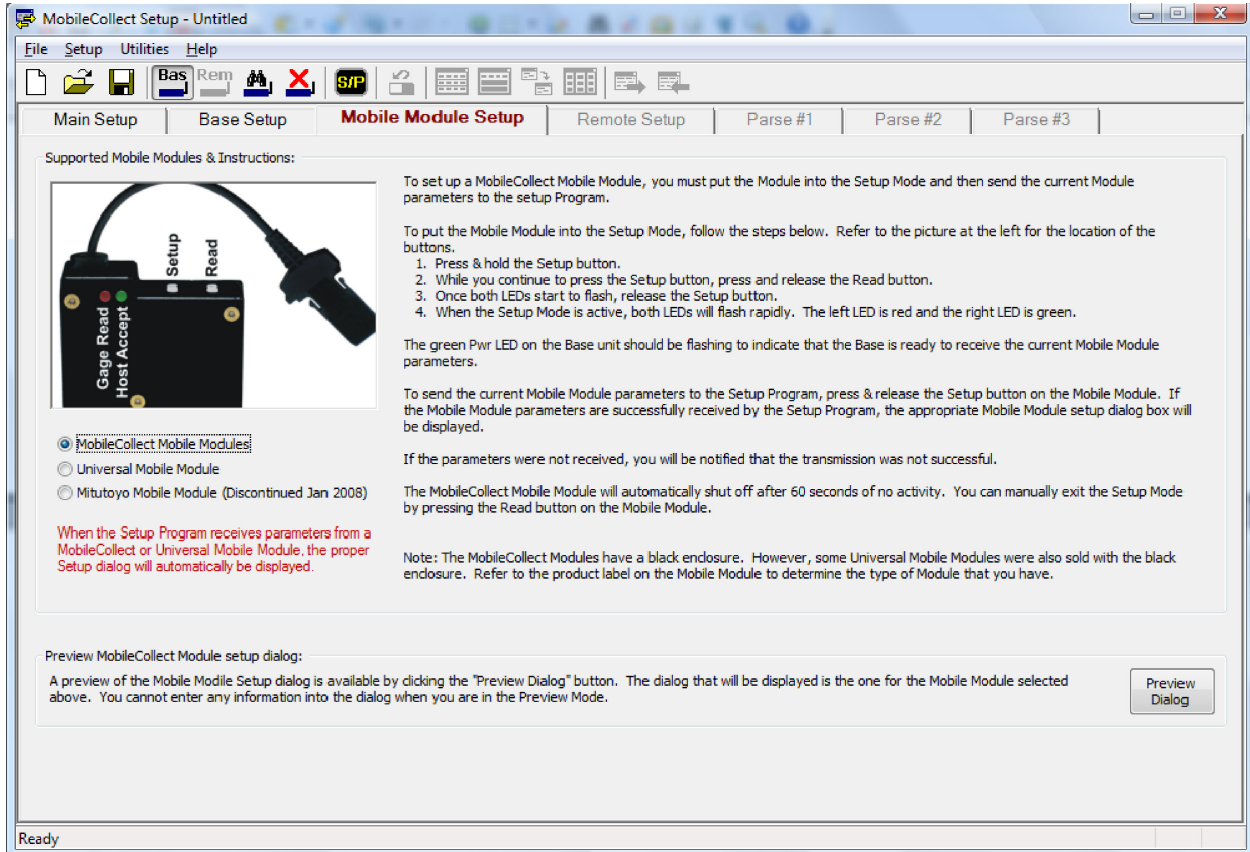 MobileCollect Setup - Untitled
File Setup Utilities Help
Bas Rem S/P
Main Setup Base Setup Mobile Module Setup Remote Setup Parse #1 Parse #2 Parse #3
Supported Mobile Modules & Instructions:
Setup
Read
Gage Read
Host Accept
MobileCollect Mobile Modules
Universal Mobile Module
Mitutoyo Mobile Module (Discontinued Jan 2008)
When the Setup Program receives parameters from a
MobileCollect or Universal Mobile Module, the proper
Setup dialog will automatically be displayed.
To set up a MobileCollect Mobile Module, you must put the Module into the Setup Mode and then send the current Module
parameters to the setup Program.
To put the Mobile Module into the Setup Mode, follow the steps below. Refer to the picture at the left for the location of the
buttons.
1. Press & hold the Setup button.
2. While you continue to press the Setup button, press and release the Read button.
3. Once both LEDs start to flash, release the Setup button.
4. When the Setup Mode is active, both LEDs will flash rapidly. The left LED is red and the right LED is green.
The green Pwr LED on the Base unit should be flashing to indicate that the Base is ready to receive the current Mobile Module
parameters.
To send the current Mobile Module parameters to the Setup Program, press & release the Setup button on the Mobile Module. If
the Mobile Module parameters are successfully received by the Setup Program, the appropriate Mobile Module setup dialog box will
be displayed.
If the parameters were not received, you will be notified that the transmission was not successful.
The MobileCollect Mobile Module will automatically shut off after 60 seconds of no activity. You can manually exit the Setup Mode
by pressing the Read button on the Mobile Module.
Note: The MobileCollect Modules have a black enclosure. However, some Universal Mobile Modules were also sold with the black
enclosure. Refer to the product label on the Mobile Module to determine the type of Module that you have.
Preview MobileCollect Module setup dialog:
A preview of the Mobile Modile Setup dialog is available by clicking the "Preview Dialog" button. The dialog that will be displayed is the one for the Mobile Module selected
above. You cannot enter any information into the dialog when you are in the Preview Mode.
Preview
Dialog
Ready